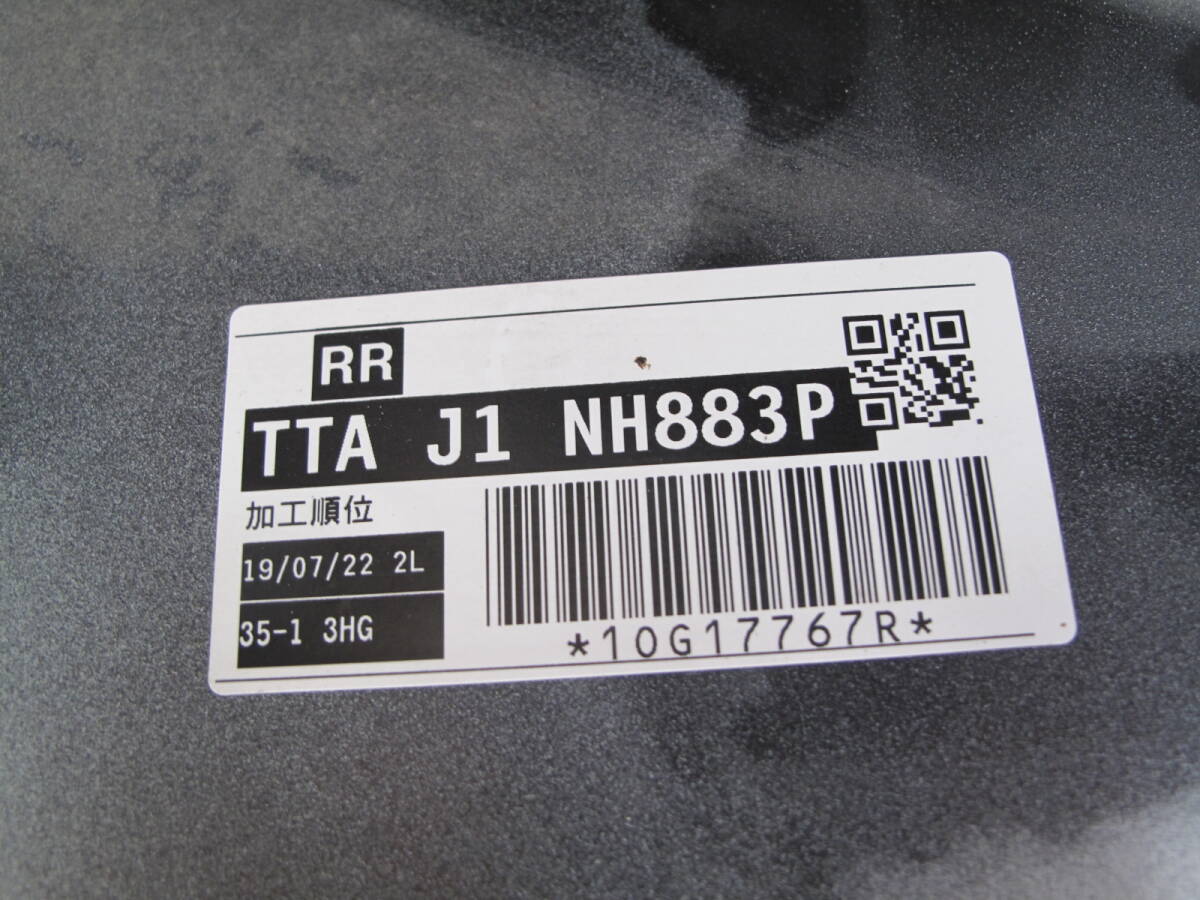 RR
TTA J1 NH883P
加工順位
19/07/22 2L
35-1 3HG
*10G17767R*